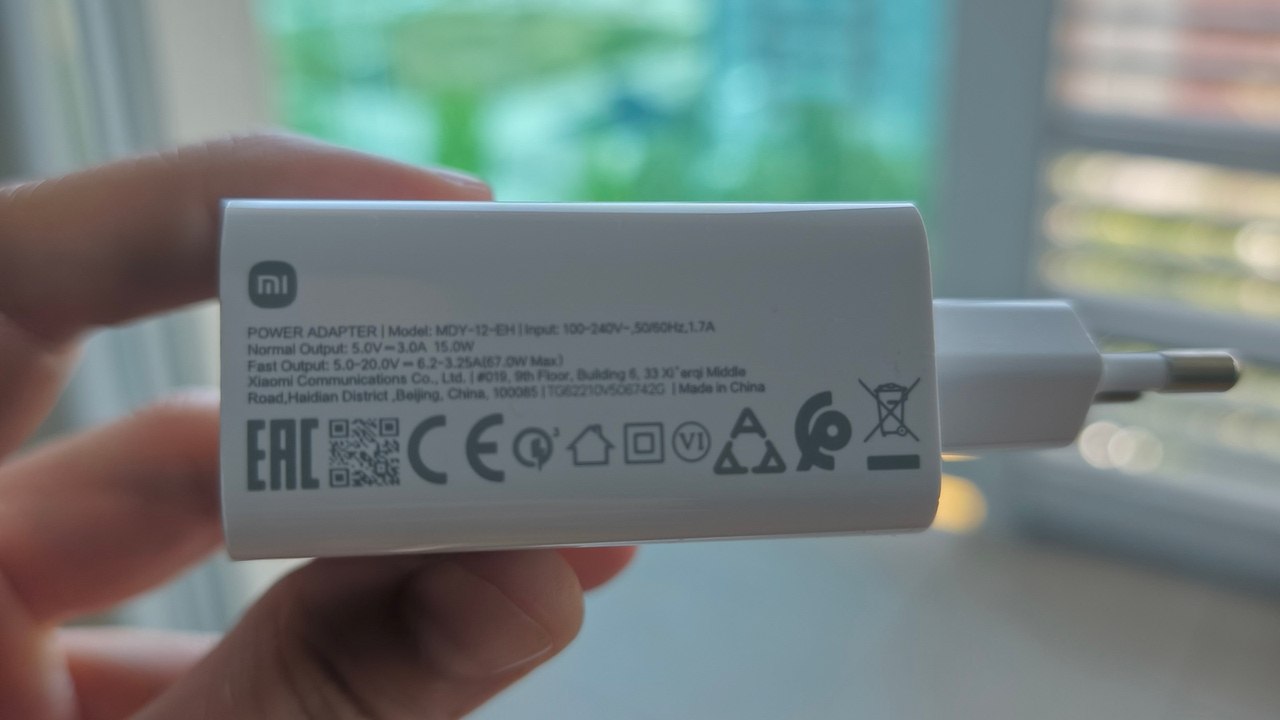 mi
POWER ADAPTER | Model: MDY-12-EH | Input: 100-240V~,50/60Hz,1.7A
Normal Output: 5.0V⎓3.0A 15.0W
Fast Output: 5.0-20.0V⎓6.2-3.25A(67.0W Max)
Xiaomi Communications Co., Ltd. | #019, 9th Floor, Building 6, 33 Xi'erqi Middle
Road,Haidian District ,Beijing, China, 100085 | TG62210V506742G | Made in China
EAC CE 3 VI A